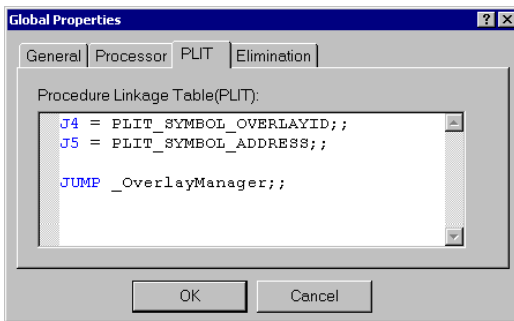 Global Properties
General Processor PLIT Elimination
Procedure Linkage Table(PLIT):
J4 = PLIT_SYMBOL_OVERLAYID;;
J5 = PLIT_SYMBOL_ADDRESS;;
JUMP _OverlayManager;;
OK Cancel